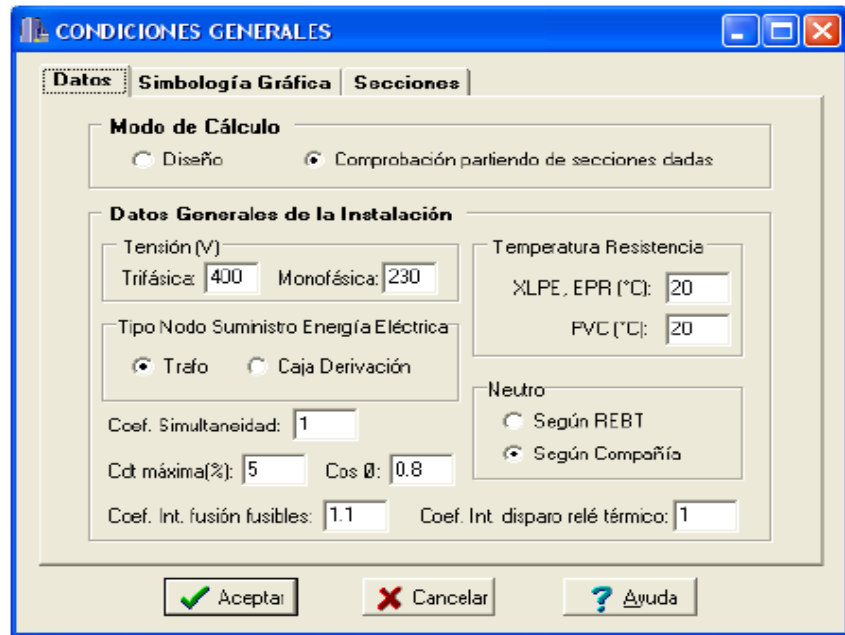 CONDICIONES GENERALES
Datos Simbología Gráfica Secciones
Modo de Cálculo
Diseño Comprobación partiendo de secciones dadas
Datos Generales de la Instalación
Tensión (V)
Trifásica: 400 Monofásica: 230
Temperatura Resistencia
XLPE, EPR (°C): 20
PVC (°C): 20
Tipo Nodo Suministro Energía Eléctrica
Trafo Caja Derivación
Neutro
Según REBT
Según Compañía
Coef. Simultaneidad: 1
Cdt máxima(%): 5 Cos Ø: 0.8
Coef. Int. fusión fusibles: 1.1 Coef. Int. disparo relé térmico: 1
Aceptar Cancelar Ayuda